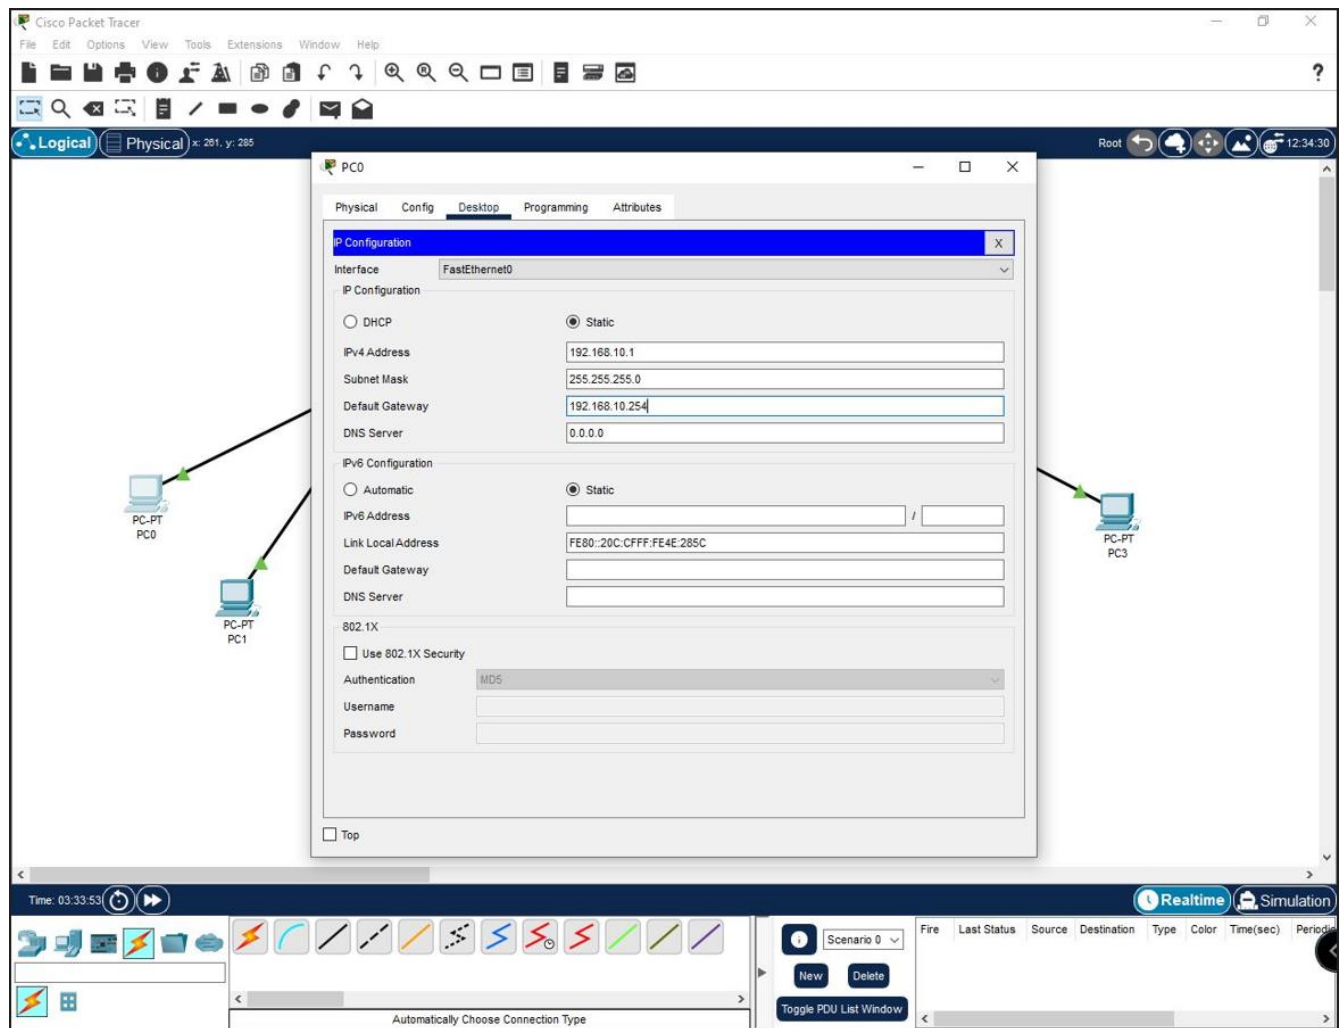 Cisco Packet Tracer
File Edit Options View Tools Extensions Window Help
?
Logical Physical x: 261, y: 285 Root 12:34:30
PC0
Physical Config Desktop Programming Attributes
IP Configuration X
Interface FastEthernet0
IP Configuration
DHCP Static
IPv4 Address 192.168.10.1
Subnet Mask 255.255.255.0
Default Gateway 192.168.10.254
DNS Server 0.0.0.0
IPv6 Configuration
Automatic Static
IPv6 Address /
Link Local Address FE80::20C:CFFF:FE4E:285C
Default Gateway
DNS Server
802.1X
Use 802.1X Security
Authentication MD5
Username
Password
Top
PC-PT
PC0
PC-PT
PC1
PC-PT
PC3
Time: 03:33:53 Realtime Simulation
Scenario 0
New Delete
Toggle PDU List Window
Fire Last Status Source Destination Type Color Time(sec) Periodic
Automatically Choose Connection Type